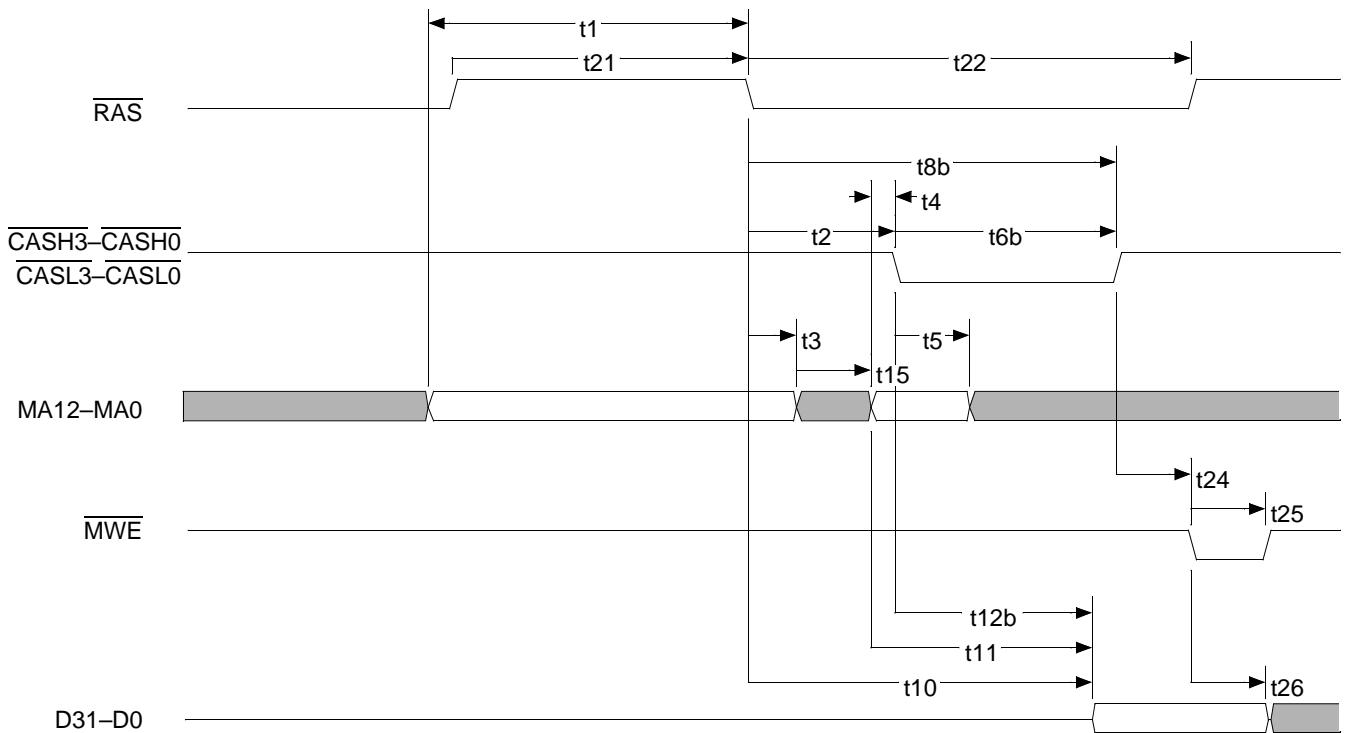 t1
t21
t22
RAS
t8b
t4
t2
t6b
CASH3–CASH0
CASL3–CASL0
t3
t5
t15
MA12–MA0
t24
t25
MWE
t12b
t11
t10
t26
D31–D0